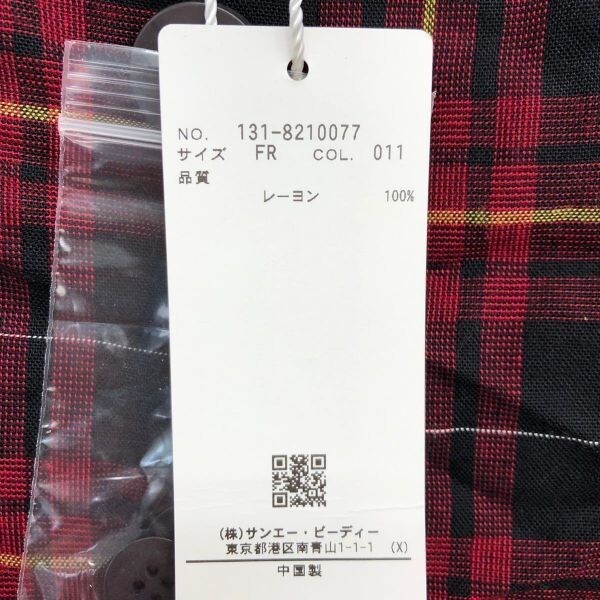 NO. 131-8210077
サイズ FR COL. 011
品質
レーヨン 100%
(株)サンエー・ビーディー
東京都港区南青山1-1-1 (X)
中国製